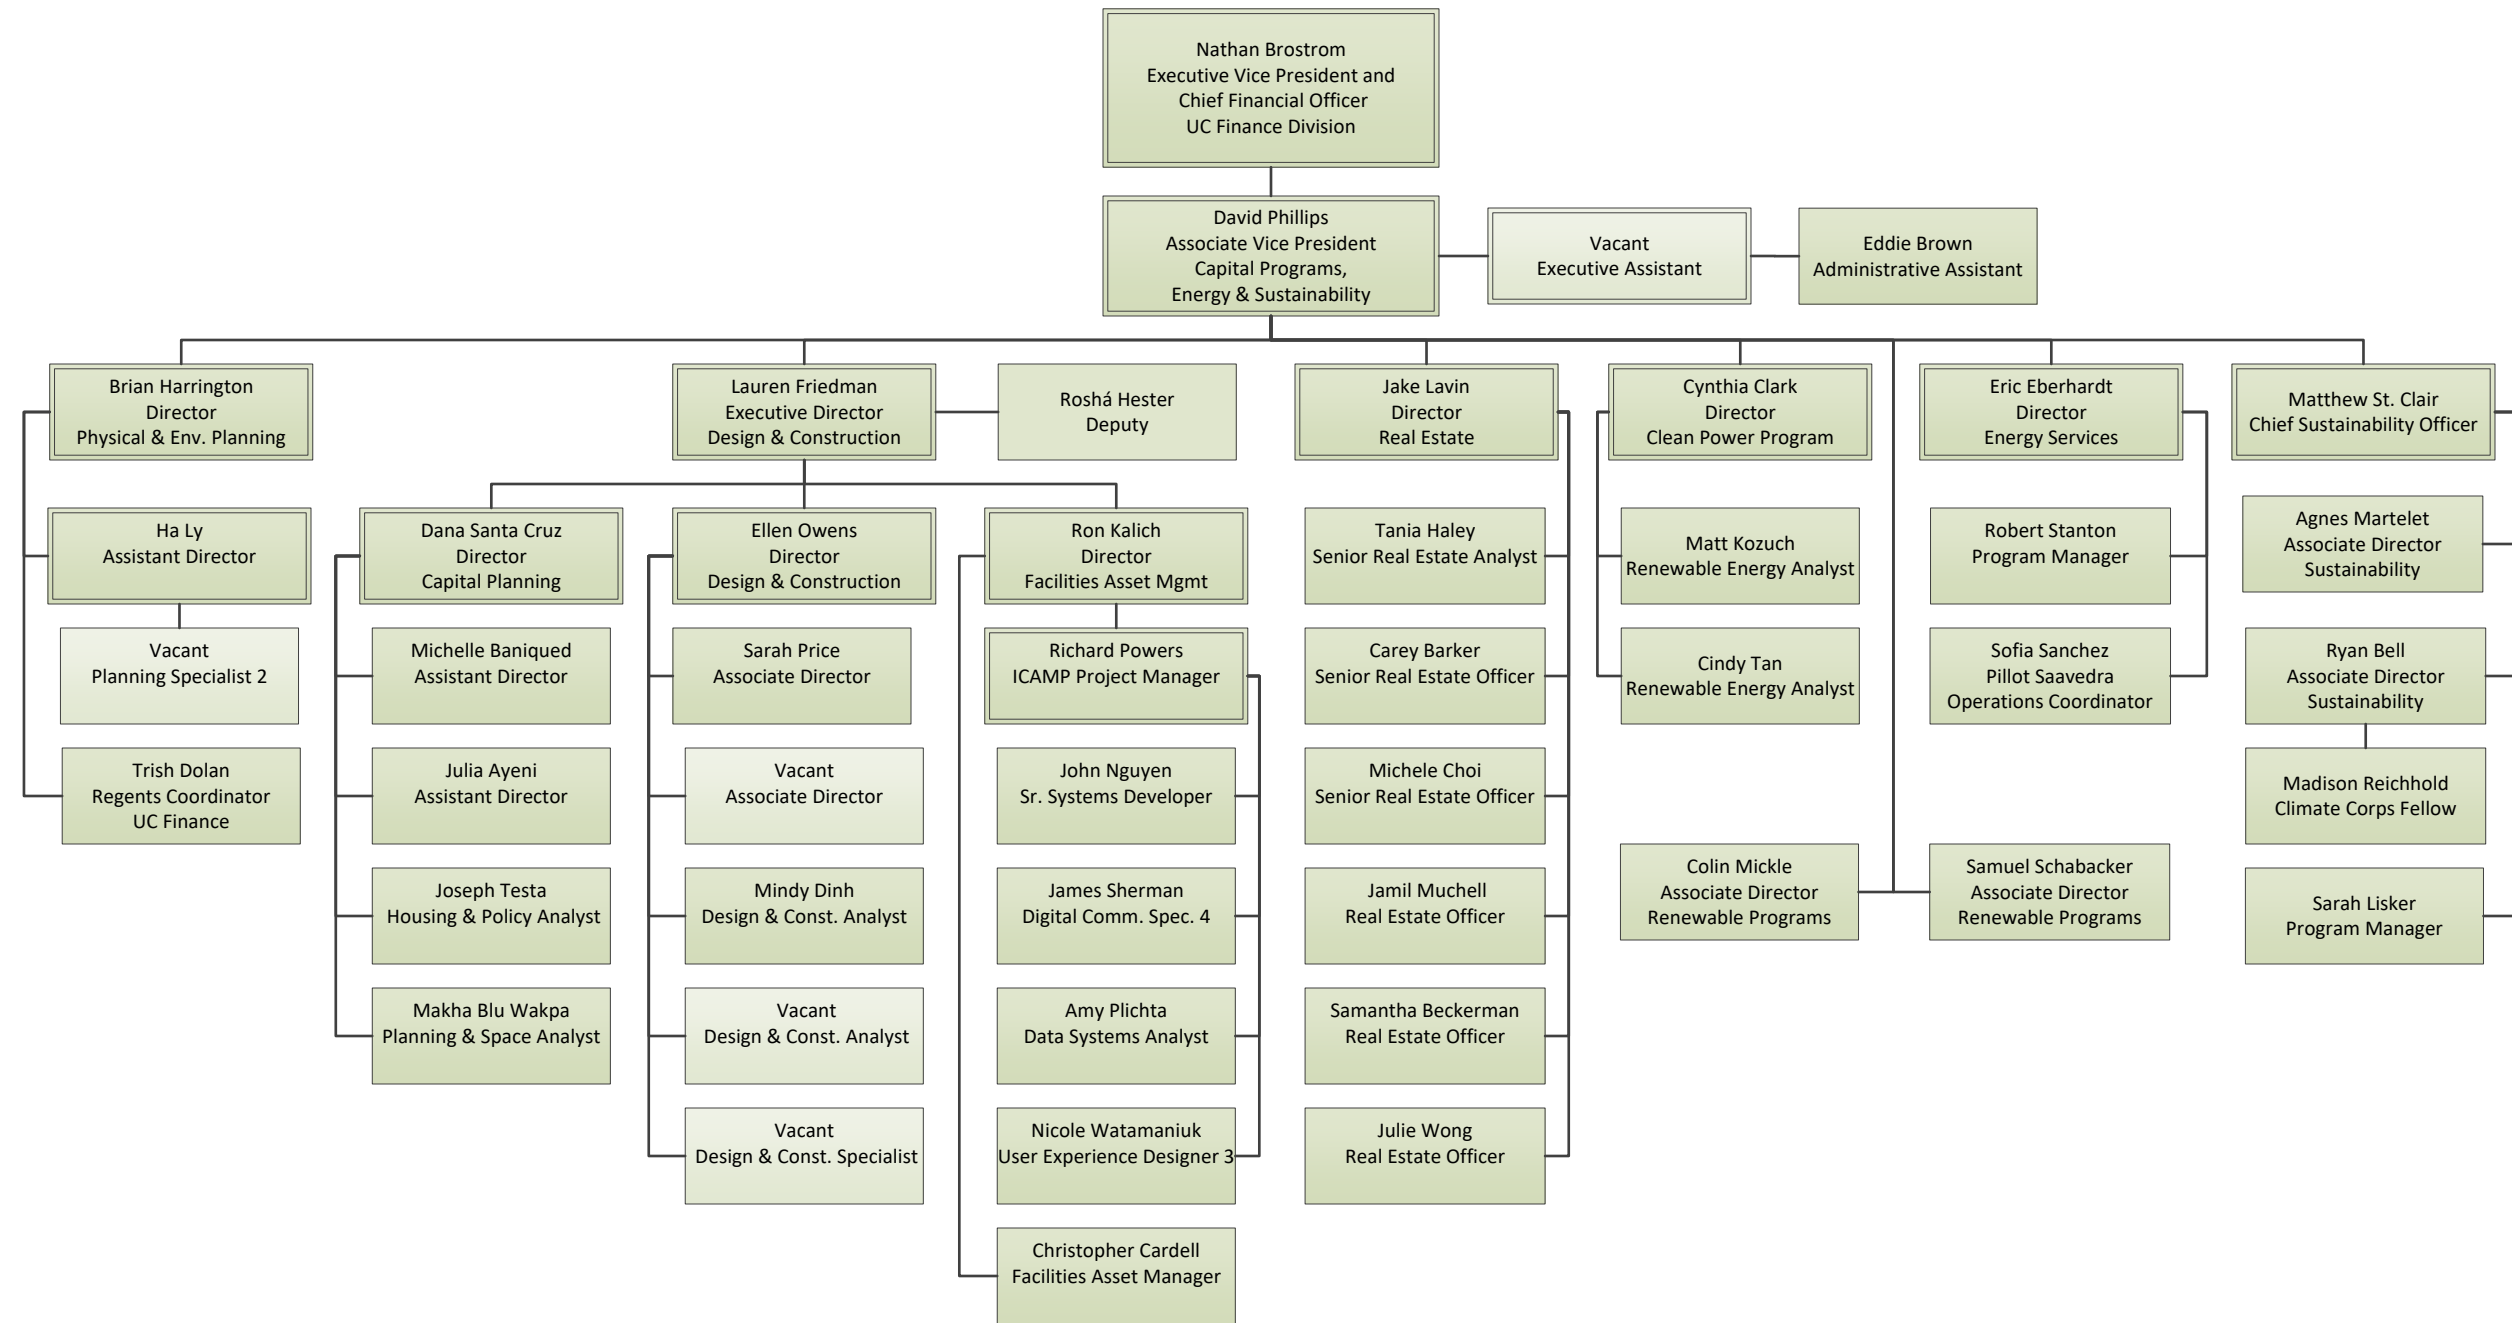 Nathan Brostrom
Executive Vice President and
Chief Financial Officer
UC Finance Division
David Phillips
Associate Vice President
Capital Programs,
Energy & Sustainability
Vacant
Executive Assistant
Eddie Brown
Administrative Assistant
Brian Harrington
Director
Physical & Env. Planning
Lauren Friedman
Executive Director
Design & Construction
Roshá Hester
Deputy
Jake Lavin
Director
Real Estate
Cynthia Clark
Director
Clean Power Program
Eric Eberhardt
Director
Energy Services
Matthew St. Clair
Chief Sustainability Officer
Ha Ly
Assistant Director
Dana Santa Cruz
Director
Capital Planning
Ellen Owens
Director
Design & Construction
Ron Kalich
Director
Facilities Asset Mgmt
Tania Haley
Senior Real Estate Analyst
Matt Kozuch
Renewable Energy Analyst
Robert Stanton
Program Manager
Agnes Martelet
Associate Director
Sustainability
Vacant
Planning Specialist 2
Michelle Baniqued
Assistant Director
Sarah Price
Associate Director
Richard Powers
ICAMP Project Manager
Carey Barker
Senior Real Estate Officer
Cindy Tan
Renewable Energy Analyst
Sofia Sanchez
Pillot Saavedra
Operations Coordinator
Ryan Bell
Associate Director
Sustainability
Trish Dolan
Regents Coordinator
UC Finance
Julia Ayeni
Assistant Director
Vacant
Associate Director
John Nguyen
Sr. Systems Developer
Michele Choi
Senior Real Estate Officer
Madison Reichhold
Climate Corps Fellow
Joseph Testa
Housing & Policy Analyst
Mindy Dinh
Design & Const. Analyst
James Sherman
Digital Comm. Spec. 4
Jamil Muchell
Real Estate Officer
Colin Mickle
Associate Director
Renewable Programs
Samuel Schabacker
Associate Director
Renewable Programs
Sarah Lisker
Program Manager
Makha Blu Wakpa
Planning & Space Analyst
Vacant
Design & Const. Analyst
Amy Plichta
Data Systems Analyst
Samantha Beckerman
Real Estate Officer
Vacant
Design & Const. Specialist
Nicole Watamaniuk
User Experience Designer 3
Julie Wong
Real Estate Officer
Christopher Cardell
Facilities Asset Manager